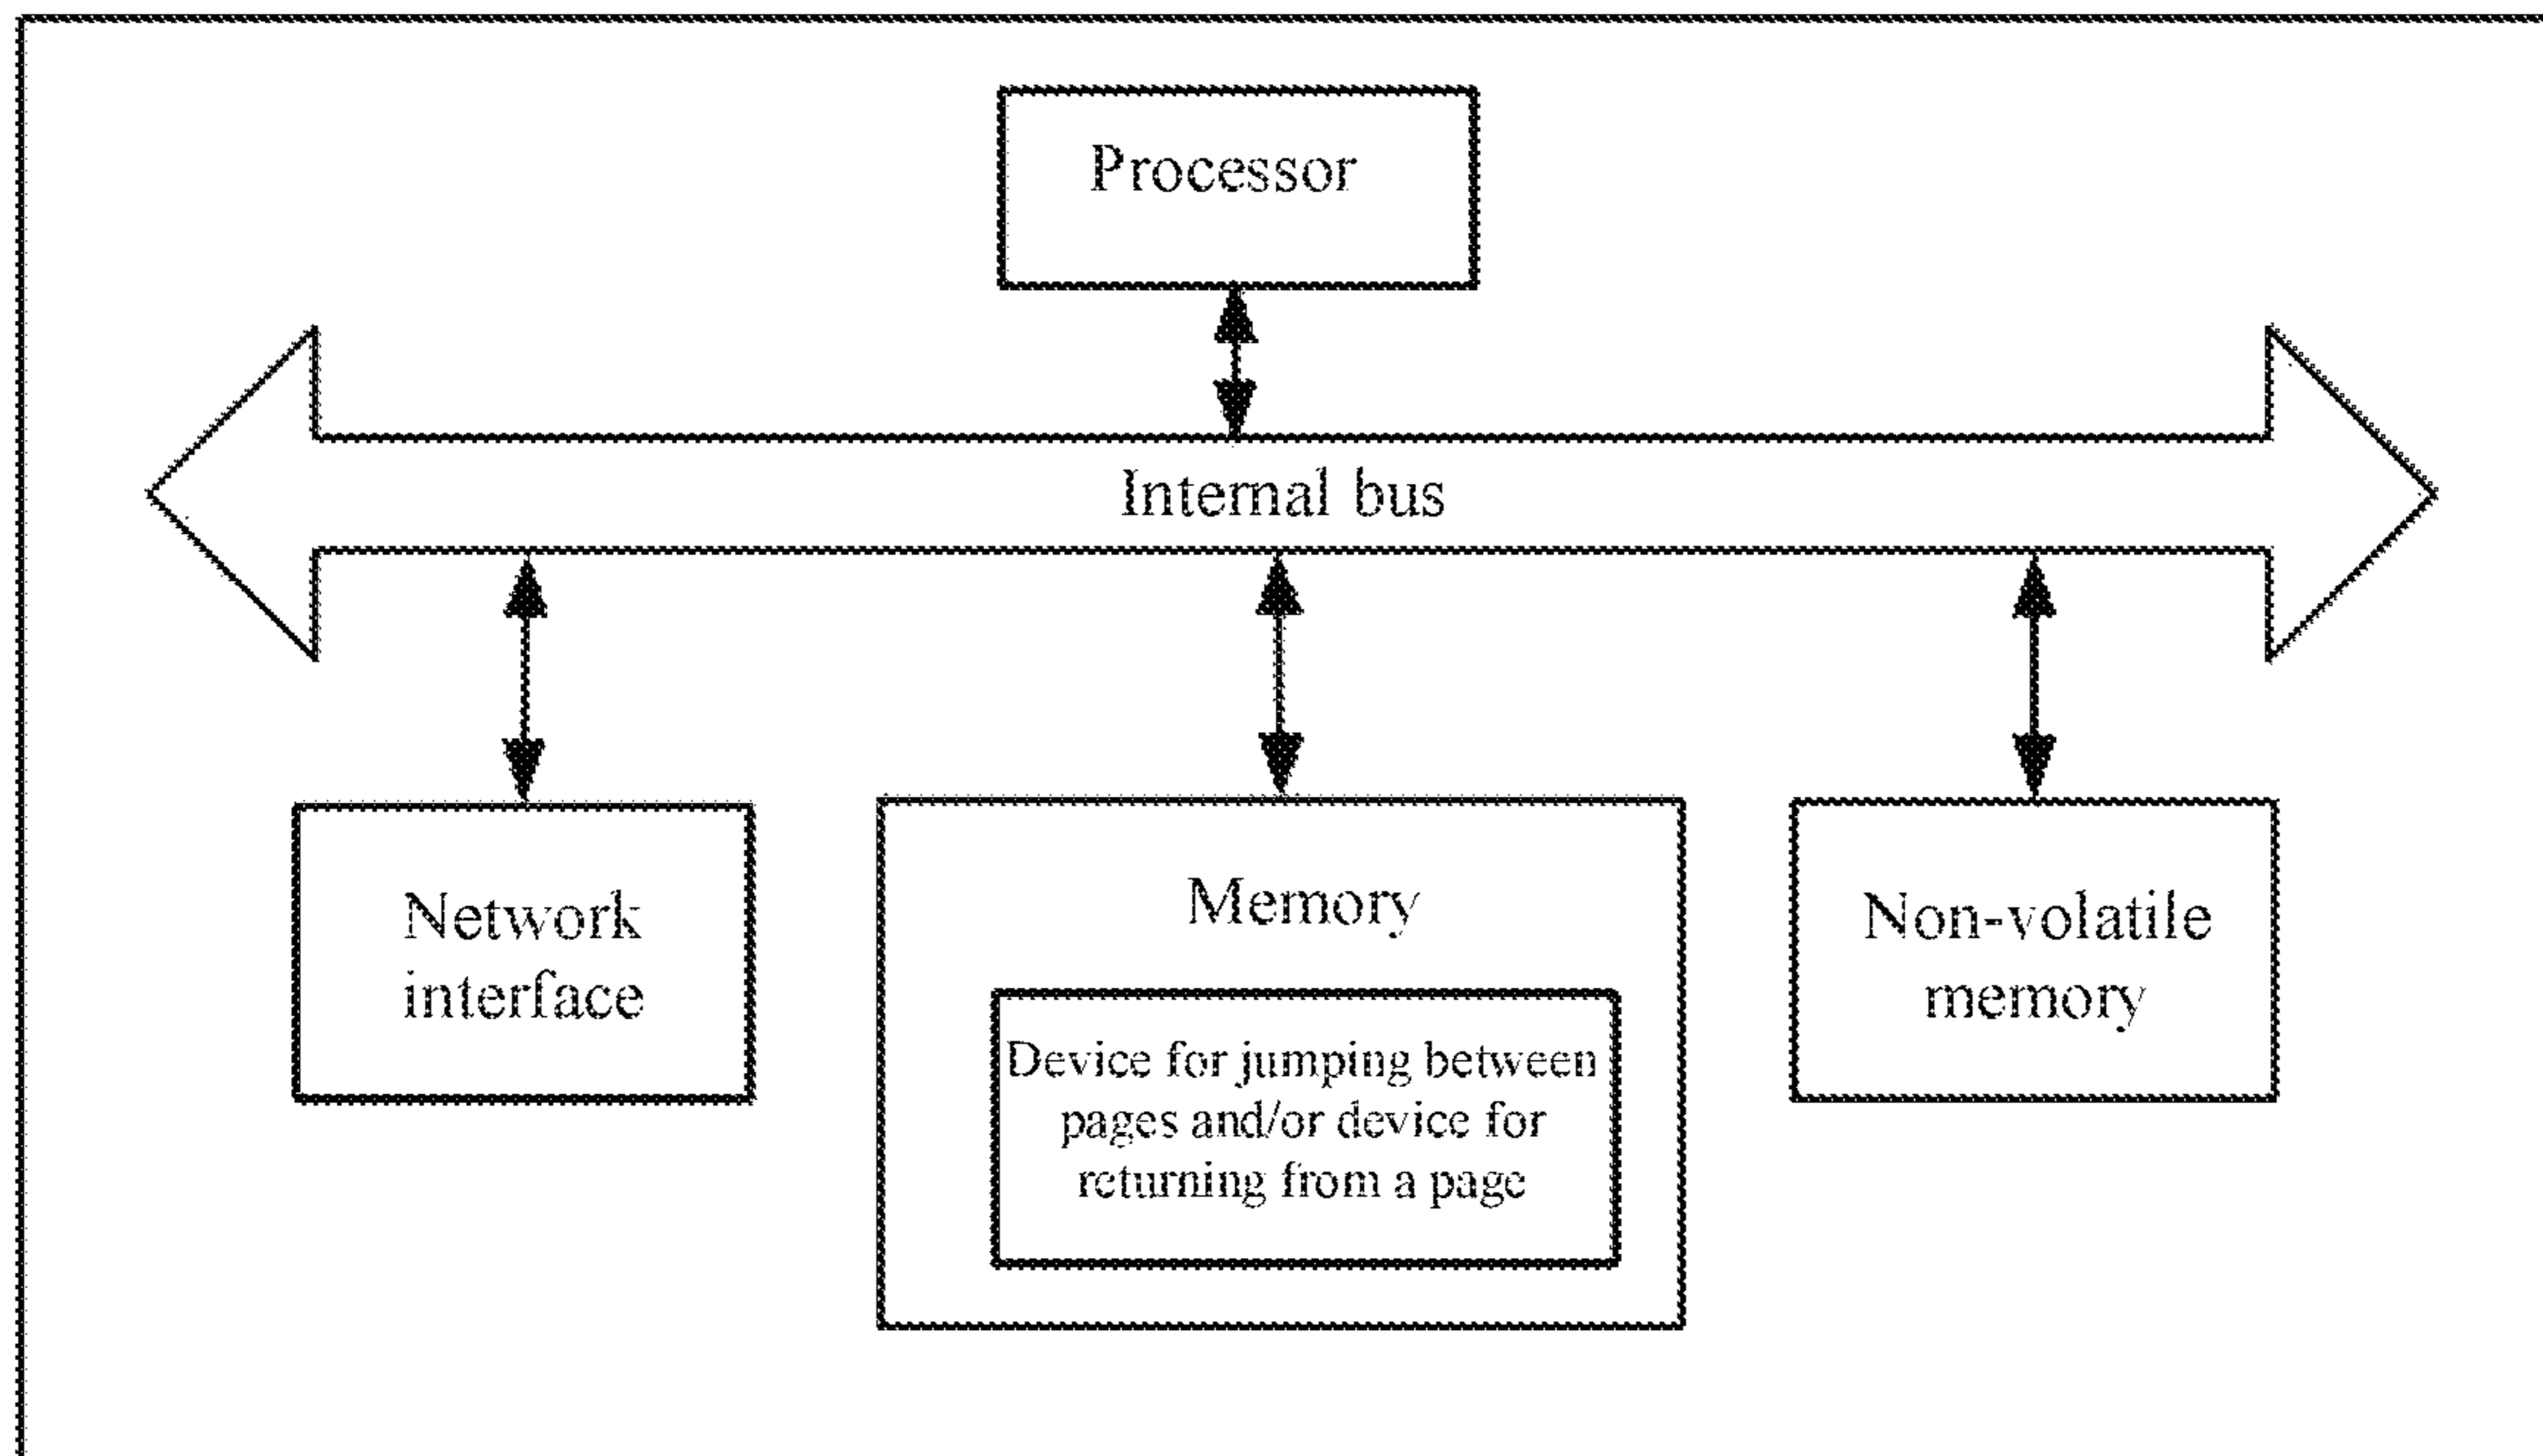 Processor
Internal bus
Network
interface
Memory
Device for jumping between
pages and/or device for
returning from a page
Non-volatile
memory